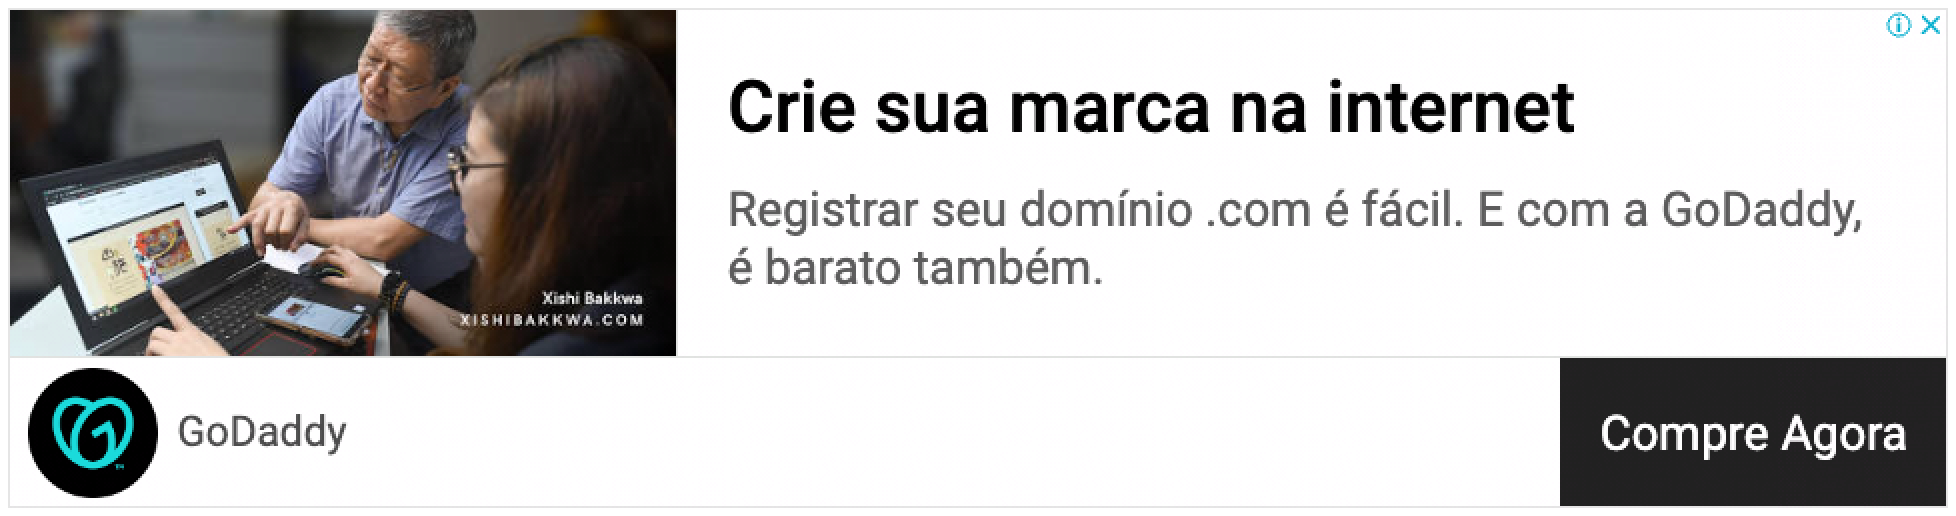 Crie sua marca na internet
Registrar seu domínio .com é fácil. E com a GoDaddy,
é barato também.
Xishi Bakkwa
XISHIBAKKWA.COM
GoDaddy
Compre Agora